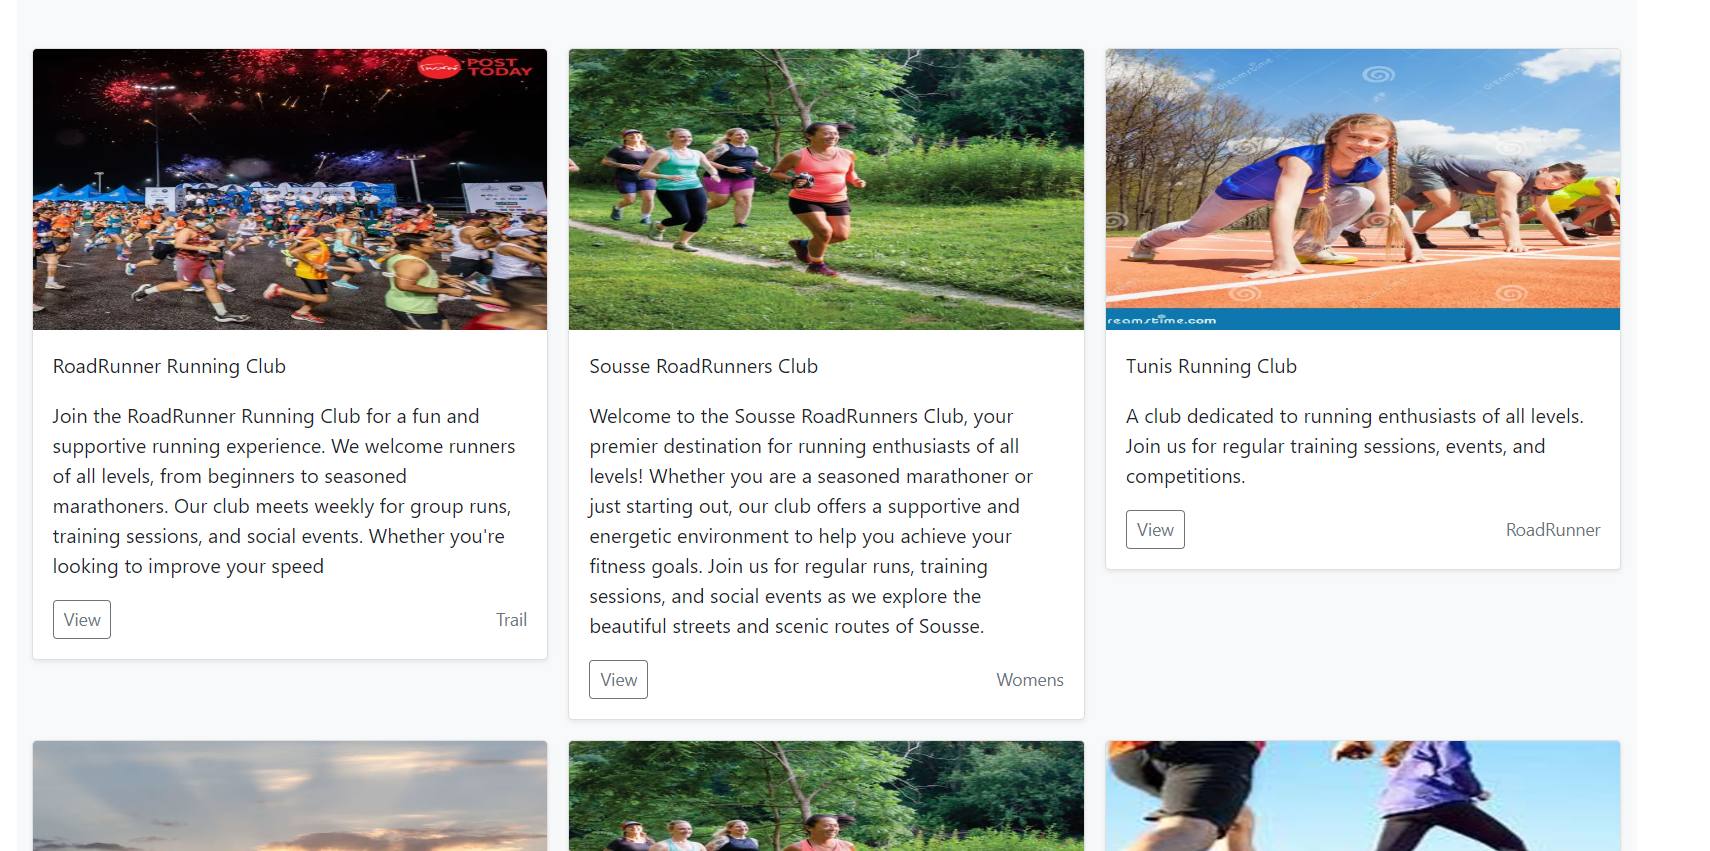 POST
TODAY
dreamstime
dreamstime
reamstime.com
RoadRunner Running Club
Join the RoadRunner Running Club for a fun and
supportive running experience. We welcome runners
of all levels, from beginners to seasoned
marathoners. Our club meets weekly for group runs,
training sessions, and social events. Whether you're
looking to improve your speed
View
Trail
Sousse RoadRunners Club
Welcome to the Sousse RoadRunners Club, your
premier destination for running enthusiasts of all
levels! Whether you are a seasoned marathoner or
just starting out, our club offers a supportive and
energetic environment to help you achieve your
fitness goals. Join us for regular runs, training
sessions, and social events as we explore the
beautiful streets and scenic routes of Sousse.
View
Womens
Tunis Running Club
A club dedicated to running enthusiasts of all levels.
Join us for regular training sessions, events, and
competitions.
View
RoadRunner